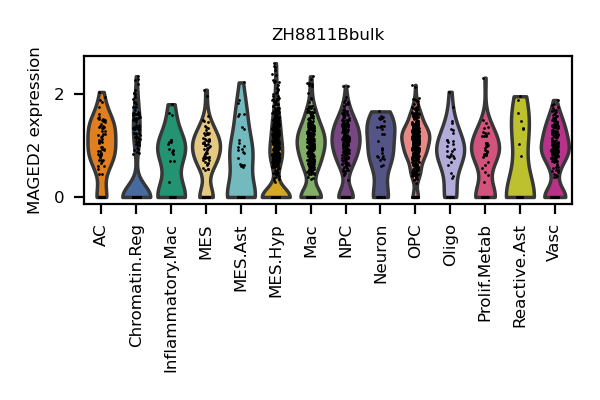 ZH8811Bbulk
MAGED2 expression
2
0
AC
Chromatin.Reg
Inflammatory.Mac
MES
MES.Ast
MES.Hyp
Mac
NPC
Neuron
OPC
Oligo
Prolif.Metab
Reactive.Ast
Vasc